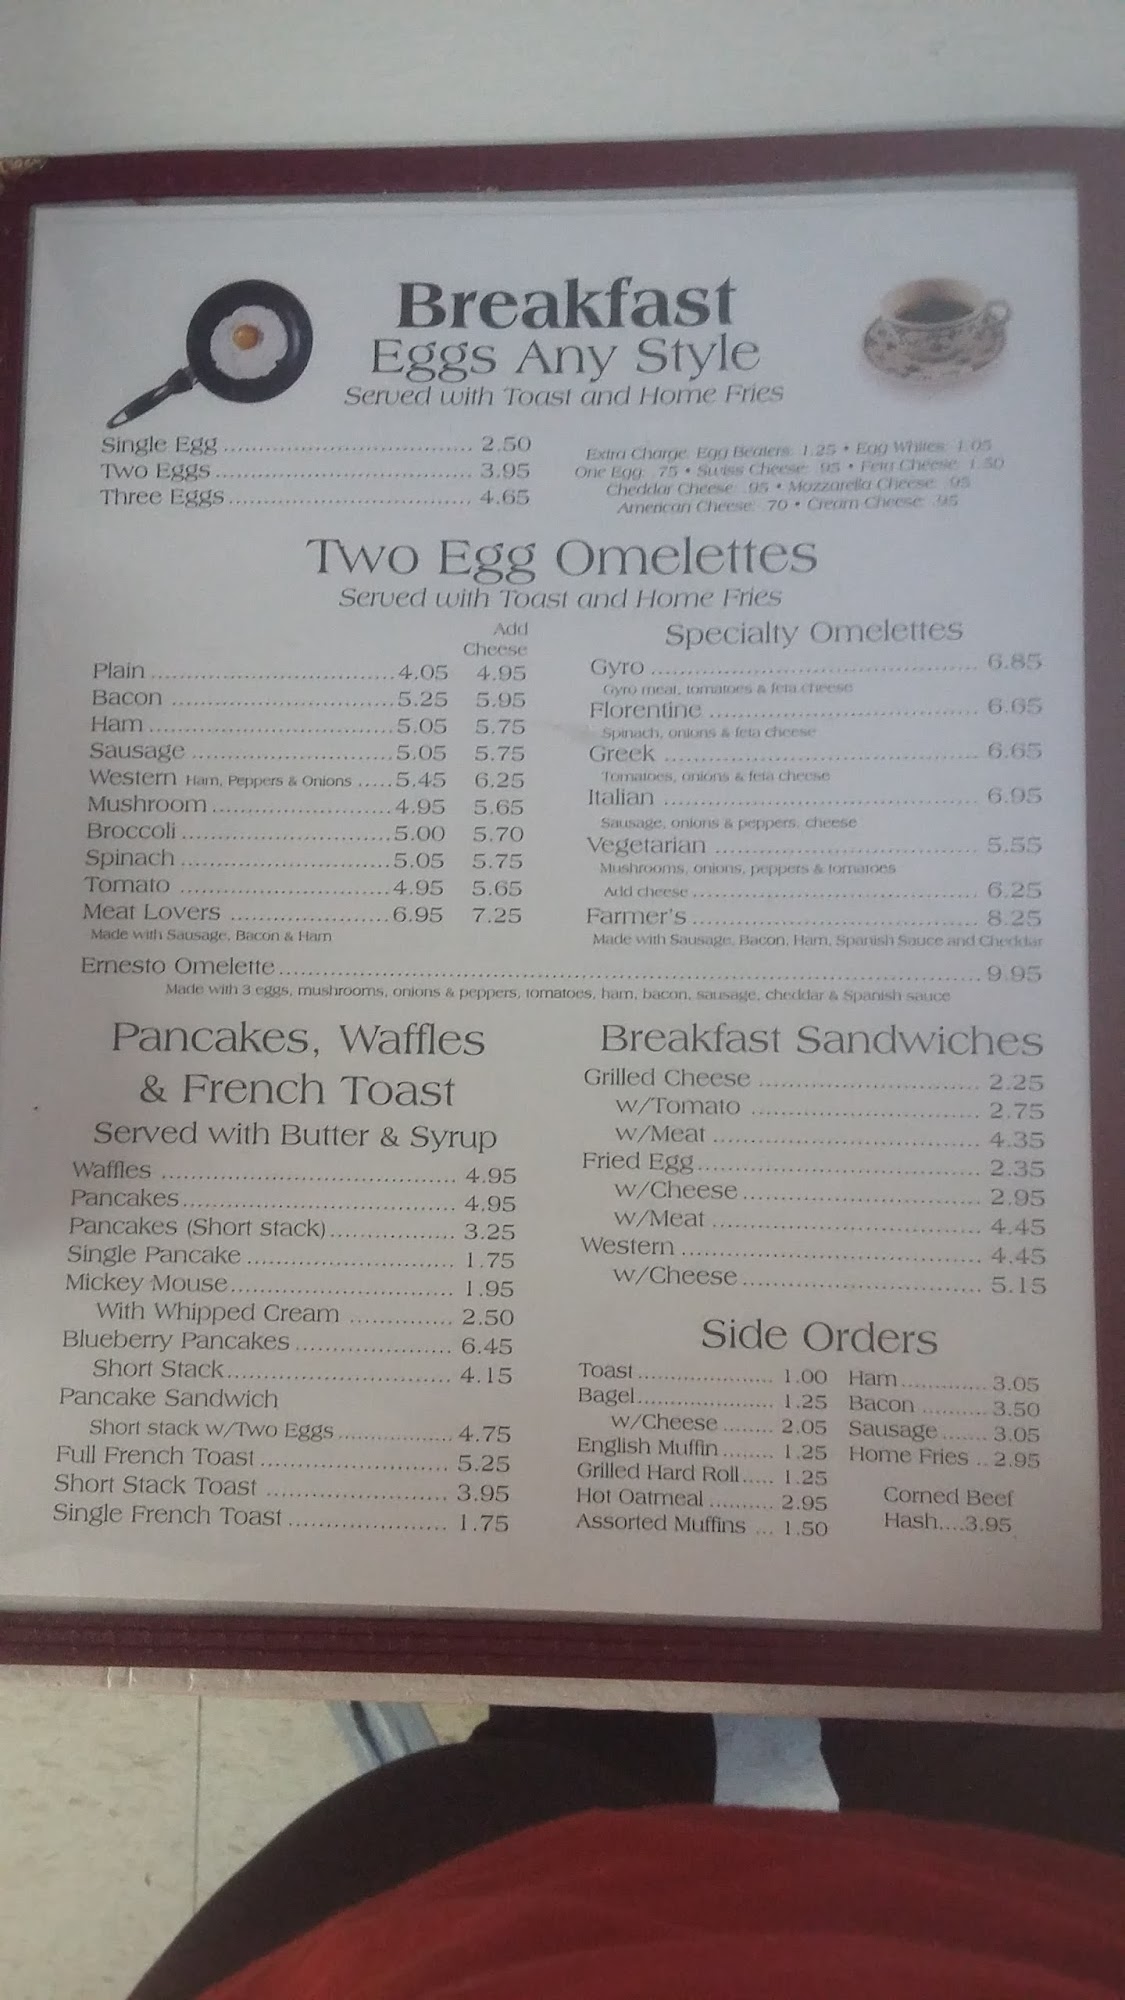 Breakfast
Eggs Any Style
Served with Toast and Home Fries
Single Egg 2.50
Two Eggs 3.95
Three Eggs 4.65
Extra Charge: Egg Beaters: 1.25 • Egg Whites: 1.05
One Egg: .75 • Swiss Cheese: .95 • Feta Cheese: 1.50
Cheddar Cheese: .95 • Mozzarella Cheese: .95
American Cheese: .70 • Cream Cheese: .95
Two Egg Omelettes
Served with Toast and Home Fries
Add
Cheese
Plain 4.05 4.95
Bacon 5.25 5.95
Ham 5.05 5.75
Sausage 5.05 5.75
Western Ham, Peppers & Onions 5.45 6.25
Mushroom 4.95 5.65
Broccoli 5.00 5.70
Spinach 5.05 5.75
Tomato 4.95 5.65
Meat Lovers 6.95 7.25
Made with Sausage, Bacon & Ham
Specialty Omelettes
Gyro 6.85
Gyro meat, tomatoes & feta cheese
Florentine 6.65
Spinach, onions & feta cheese
Greek 6.65
Tomatoes, onions & feta cheese
Italian 6.95
Sausage, onions & peppers, cheese
Vegetarian 5.55
Mushrooms, onions, peppers & tomatoes
Add cheese 6.25
Farmer's 8.25
Made with Sausage, Bacon, Ham, Spanish Sauce and Cheddar
Ernesto Omelette 9.95
Made with 3 eggs, mushrooms, onions & peppers, tomatoes, ham, bacon, sausage, cheddar & Spanish sauce
Pancakes, Waffles
& French Toast
Served with Butter & Syrup
Waffles 4.95
Pancakes 4.95
Pancakes (Short stack) 3.25
Single Pancake 1.75
Mickey Mouse 1.95
With Whipped Cream 2.50
Blueberry Pancakes 6.45
Short Stack 4.15
Pancake Sandwich
Short stack w/Two Eggs 4.75
Full French Toast 5.25
Short Stack Toast 3.95
Single French Toast 1.75
Breakfast Sandwiches
Grilled Cheese 2.25
w/Tomato 2.75
w/Meat 4.35
Fried Egg 2.35
w/Cheese 2.95
w/Meat 4.45
Western 4.45
w/Cheese 5.15
Side Orders
Toast 1.00
Bagel 1.25
w/Cheese 2.05
English Muffin 1.25
Grilled Hard Roll 1.25
Hot Oatmeal 2.95
Assorted Muffins 1.50
Ham 3.05
Bacon 3.50
Sausage 3.05
Home Fries 2.95
Corned Beef
Hash....3.95